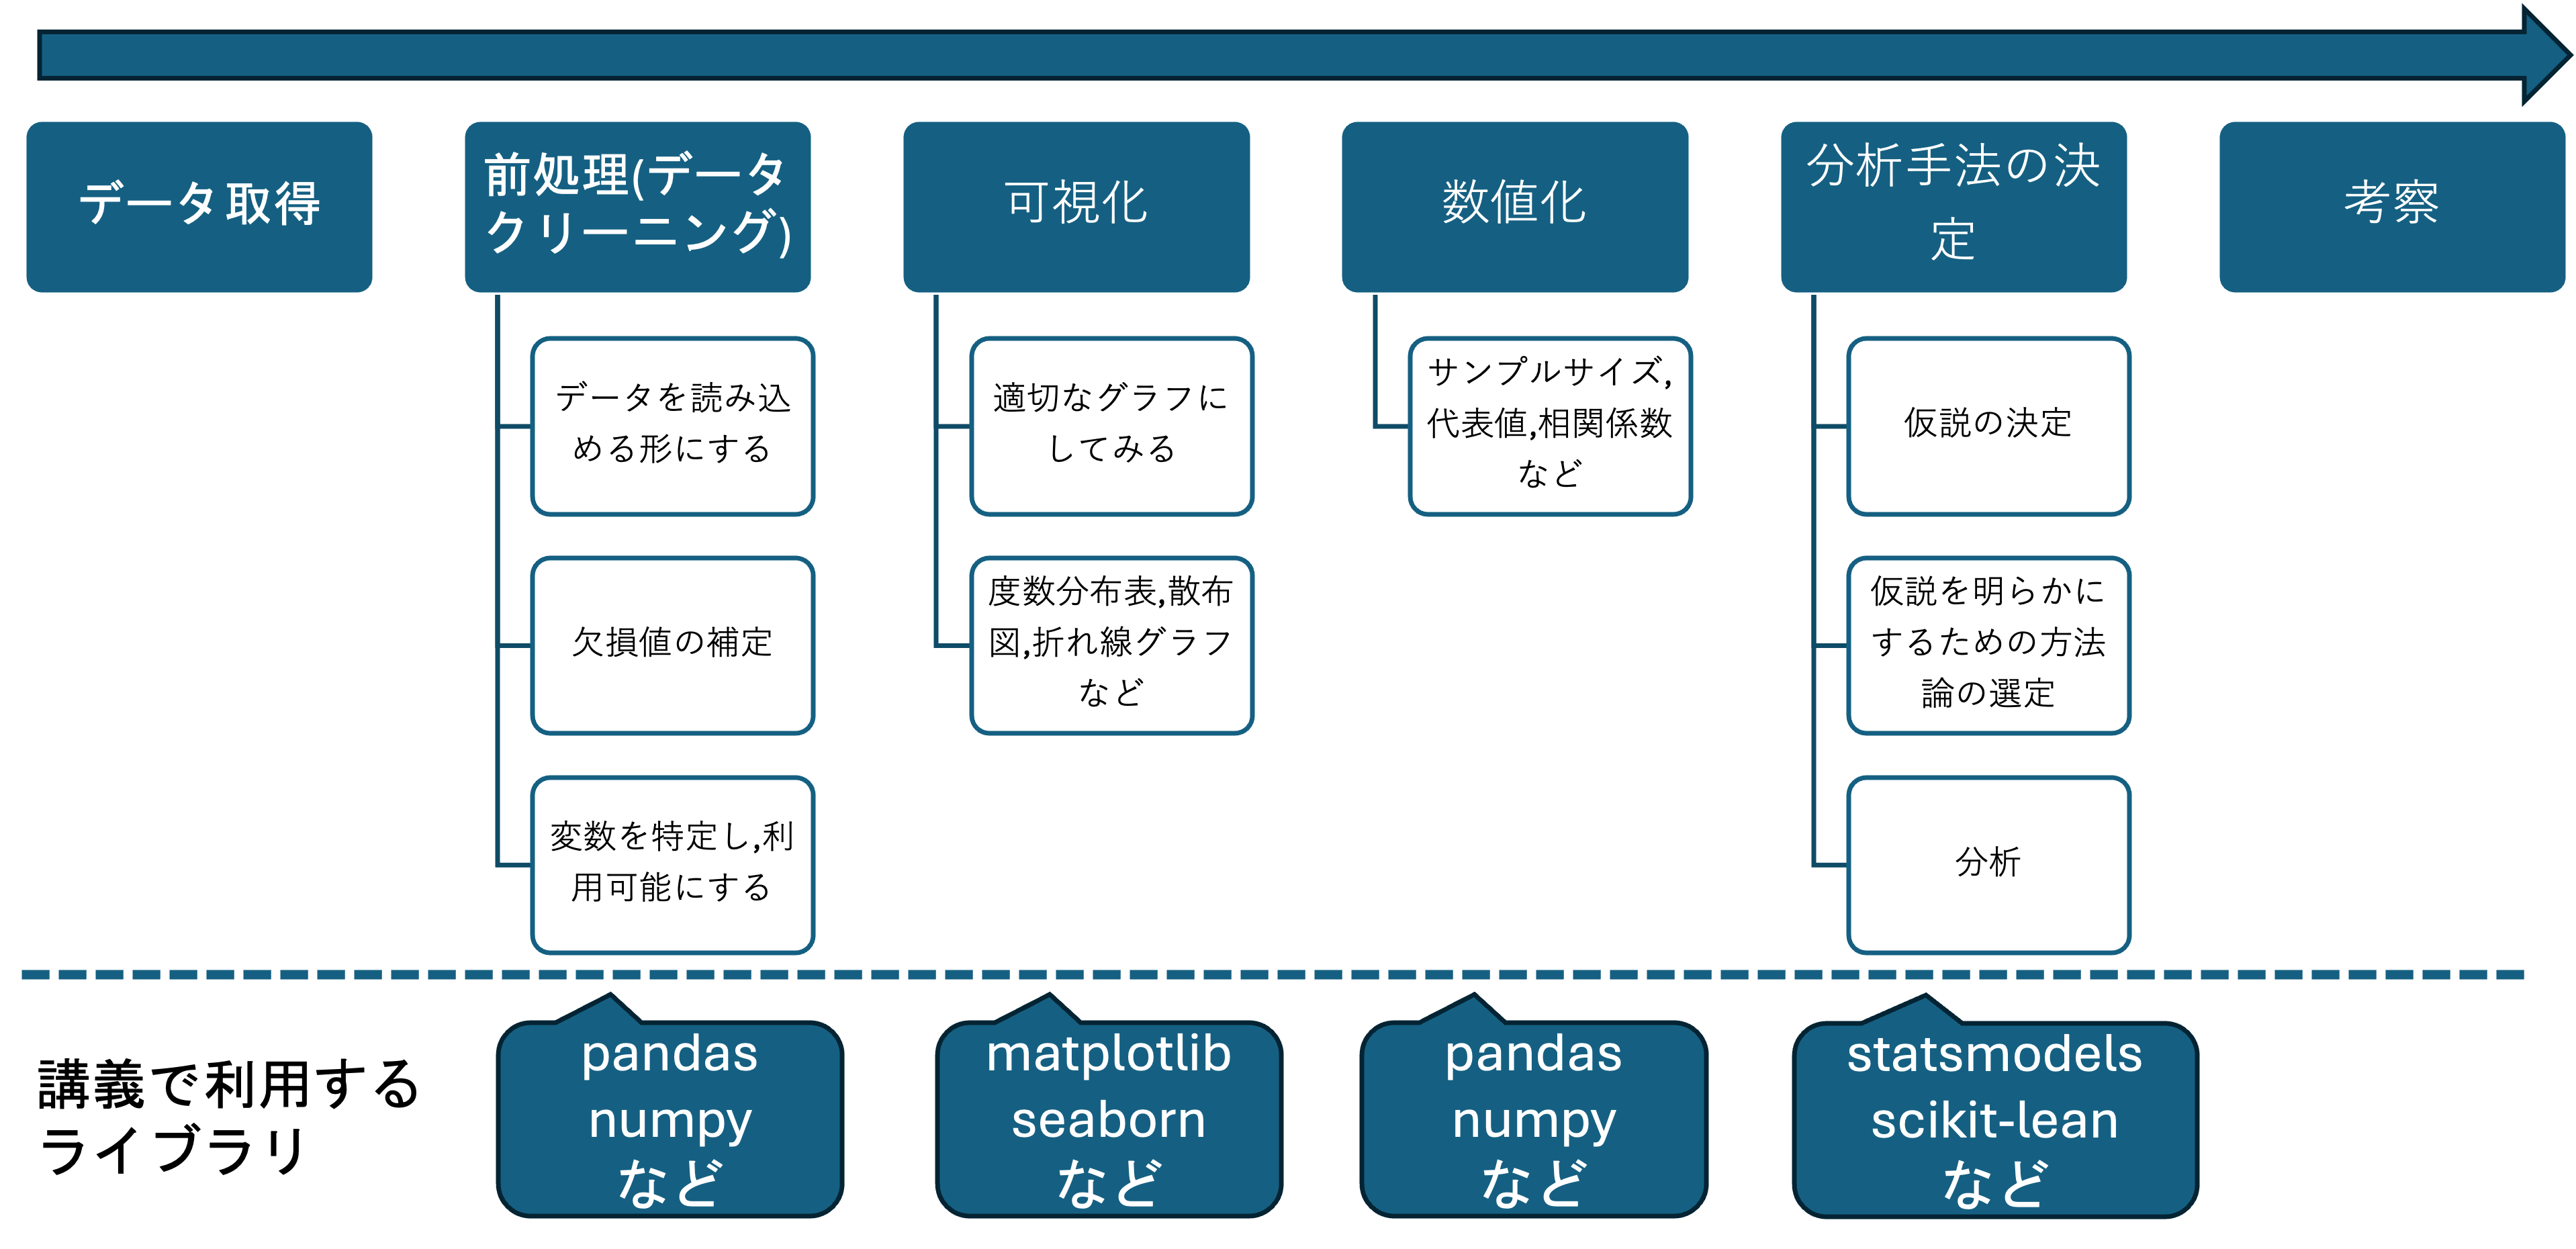 データ取得
前処理(データ
クリーニング)
データを読み込
める形にする
欠損値の補定
変数を特定し,利
用可能にする
可視化
適切なグラフに
してみる
度数分布表,散布
図,折れ線グラフ
など
数値化
サンプルサイズ,
代表値,相関係数
など
分析手法の決
定
仮説の決定
仮説を明らかに
するための方法
論の選定
分析
考察
講義で利用する
ライブラリ
pandas
numpy
など
matplotlib
seaborn
など
pandas
numpy
など
statsmodels
scikit-lean
など